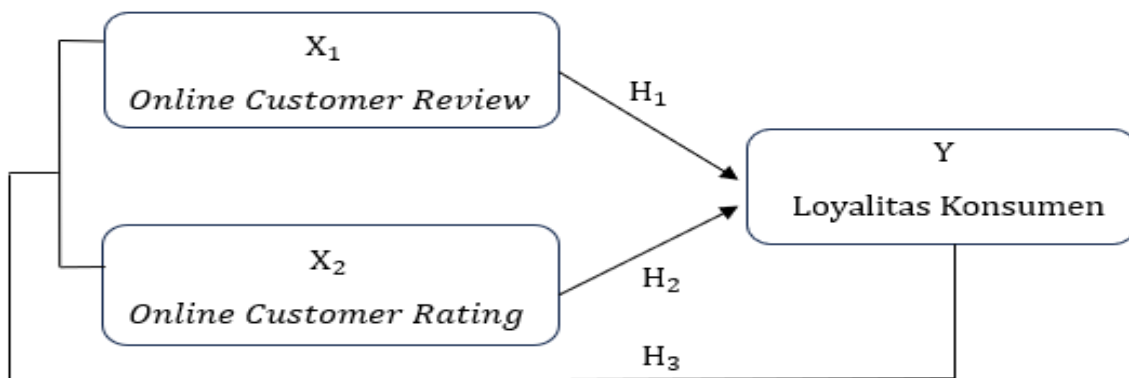 X₁
Online Customer Review
H₁
Y
Loyalitas Konsumen
X₂
Online Customer Rating
H₂
H₃